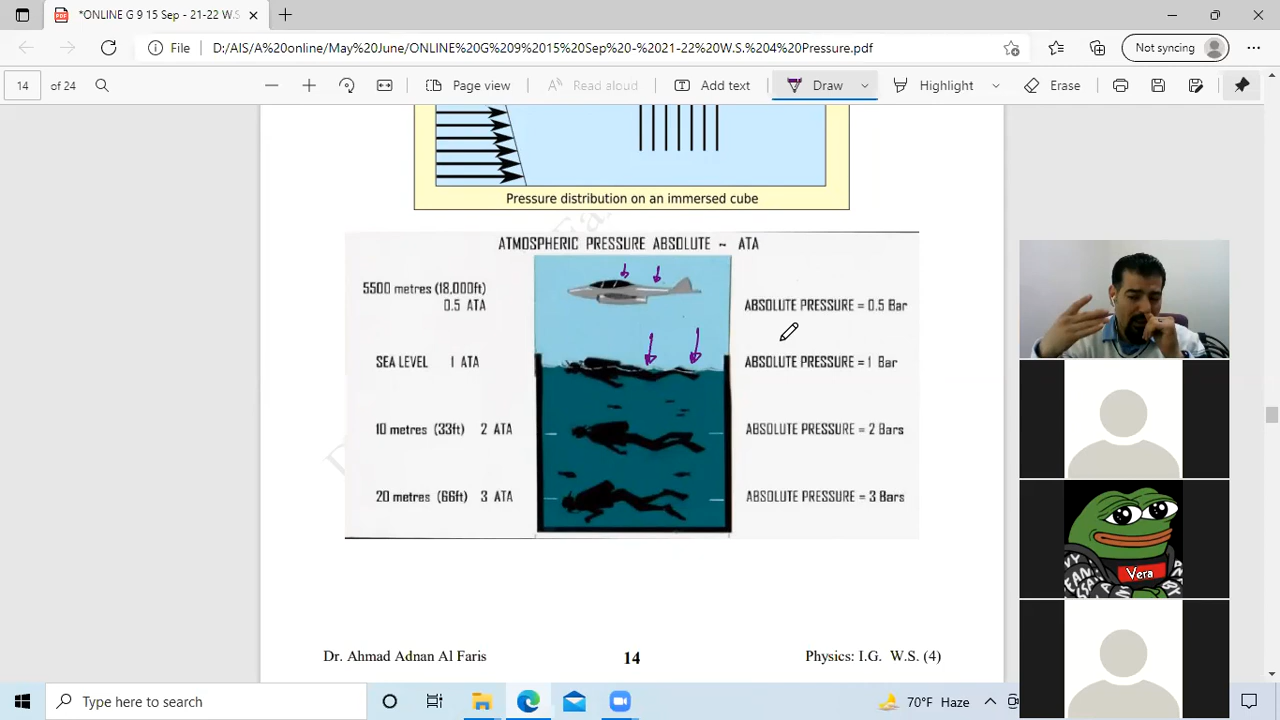 *ONLINE G 9 15 Sep - 21-22 W.S
File
D:/AIS/A%20online/May%20June/ONLINE%20G%209%2015%20Sep%20-%2021-22%20W.S.%204%20Pressure.pdf
Not syncing
14 of 24
Page view
Read aloud
Add text
Draw
Highlight
Erase
Pressure distribution on an immersed cube
ATMOSPHERIC PRESSURE ABSOLUTE ~ ATA
5500 metres (18,000ft)
0.5 ATA
ABSOLUTE PRESSURE = 0.5 Bar
SEA LEVEL 1 ATA
ABSOLUTE PRESSURE = 1 Bar
10 metres (33ft) 2 ATA
ABSOLUTE PRESSURE = 2 Bars
20 metres (66ft) 3 ATA
ABSOLUTE PRESSURE = 3 Bars
Vera
Dr. Ahmad Adnan Al Faris
14
Physics: I.G. W.S. (4)
Type here to search
70°F Haze